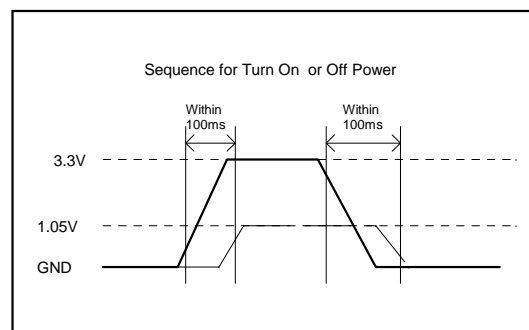 Sequence for Turn On or Off Power
Within
100ms
Within
100ms
3.3V
1.05V
GND